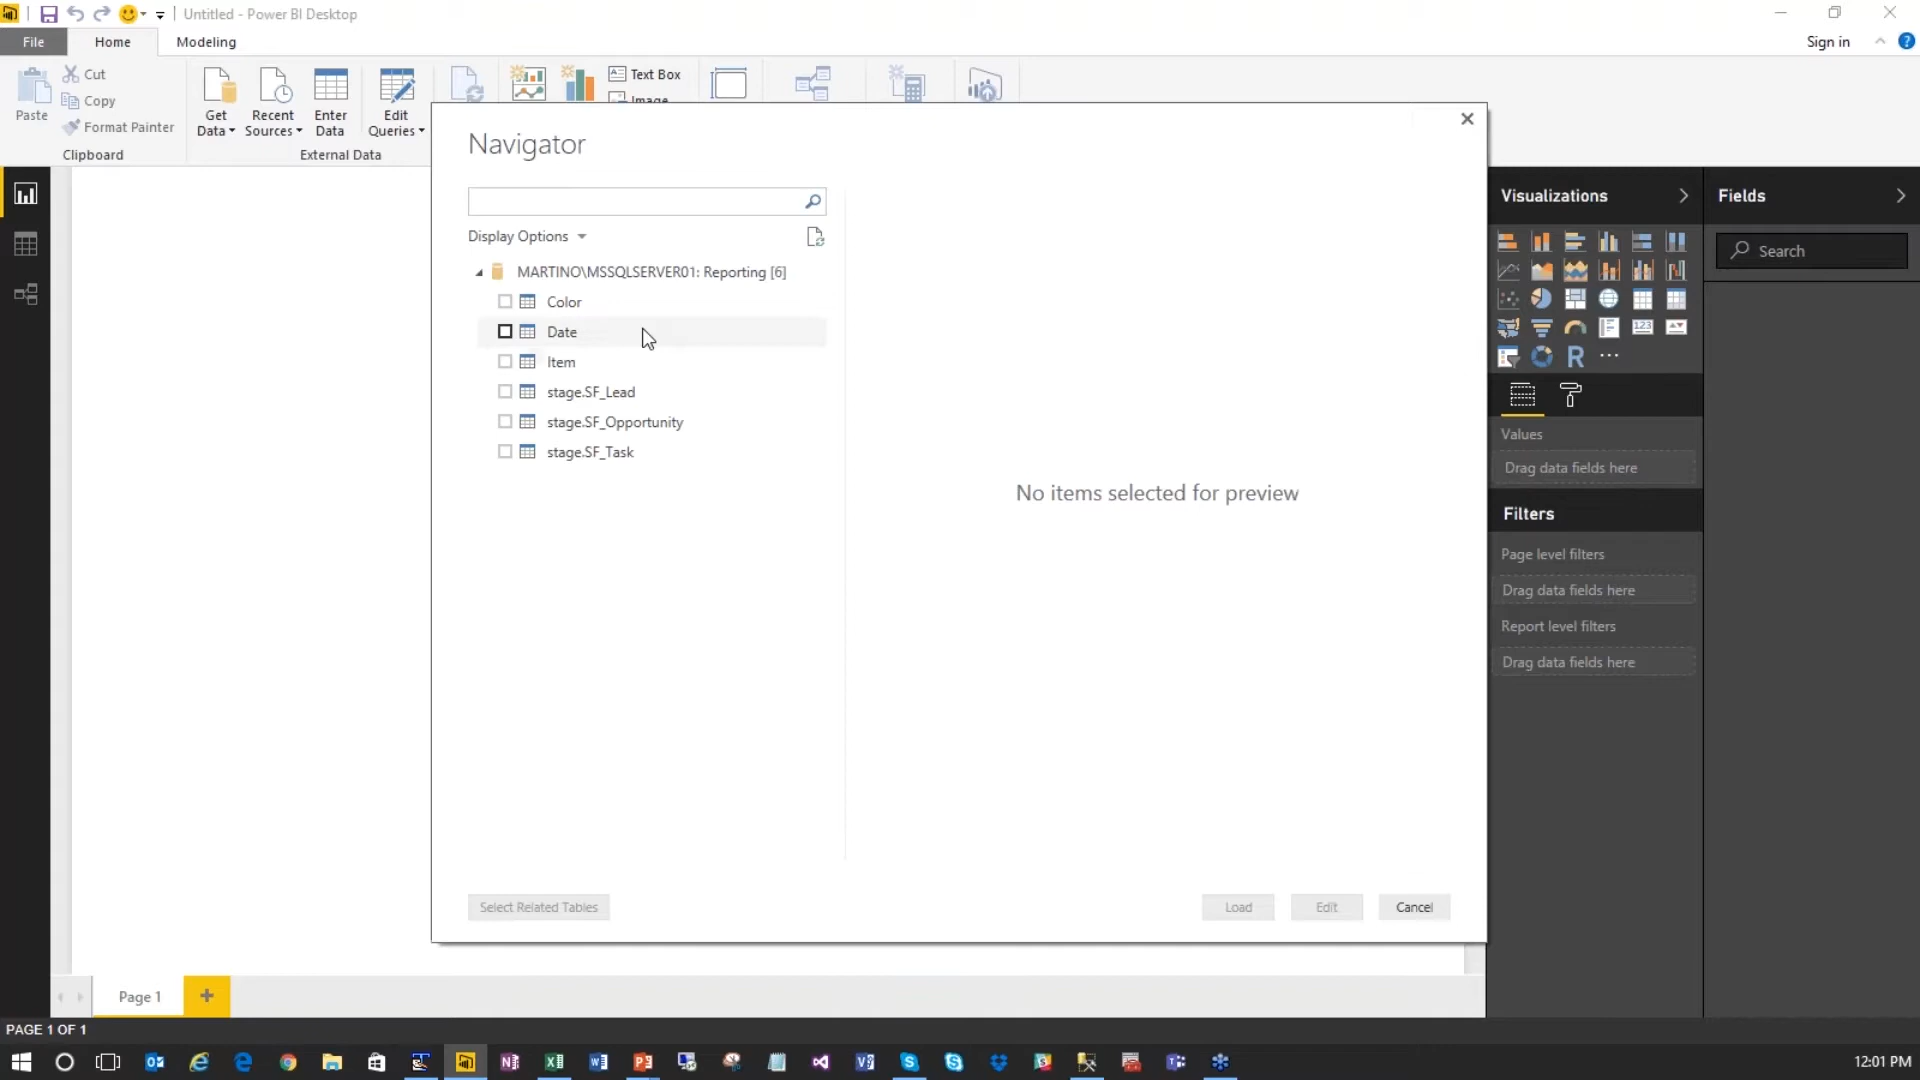 Untitled - Power BI Desktop
File
Home
Modeling
Sign in
Paste
Cut
Copy
Format Painter
Clipboard
Get
Data
Recent
Sources
Enter
Data
Edit
Queries
External Data
Text Box
Image
Navigator
Display Options
MARTINO\MSSQLSERVER01: Reporting [6]
Color
Date
Item
stage.SF_Lead
stage.SF_Opportunity
stage.SF_Task
No items selected for preview
Select Related Tables
Load
Edit
Cancel
Visualizations
Values
Drag data fields here
Filters
Page level filters
Drag data fields here
Report level filters
Drag data fields here
Fields
Search
Page 1
PAGE 1 OF 1
12:01 PM